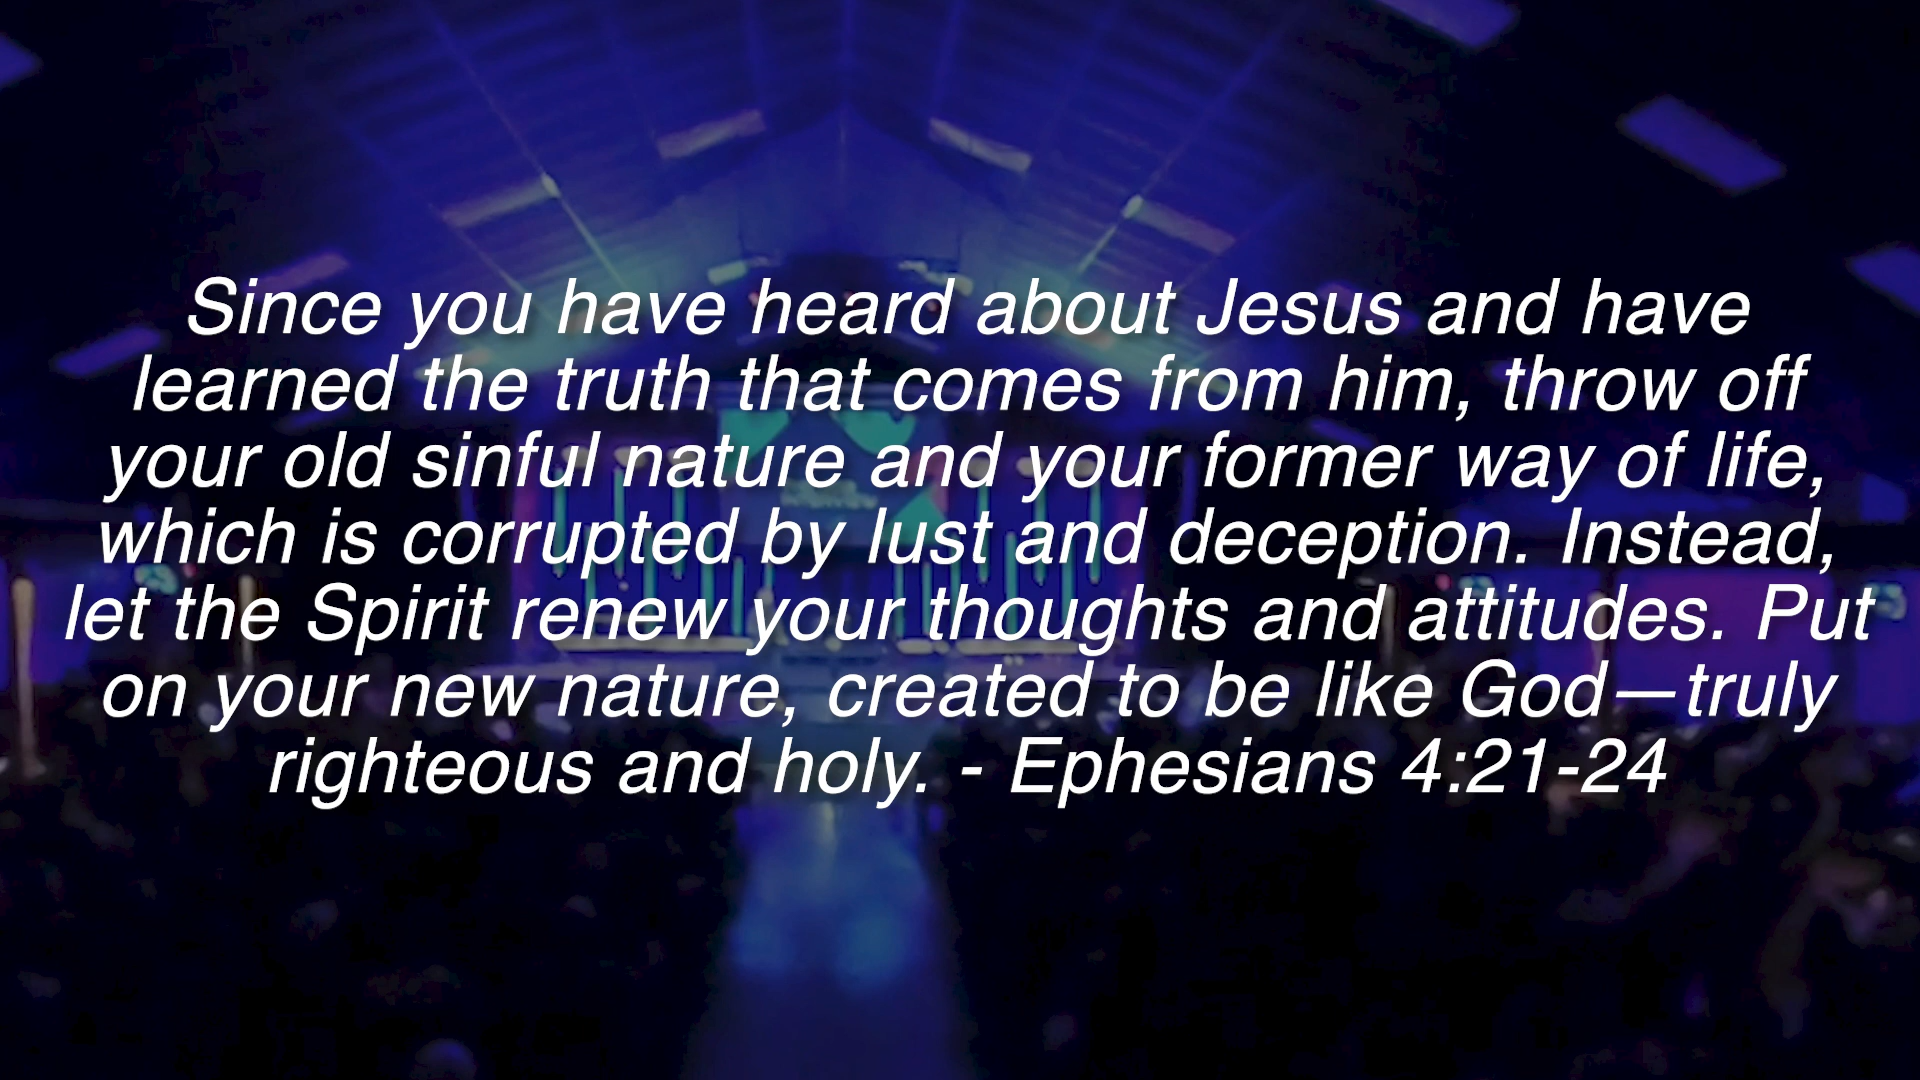 Since you have heard about Jesus and have
learned the truth that comes from him, throw off
your old sinful nature and your former way of life,
which is corrupted by lust and deception. Instead,
let the Spirit renew your thoughts and attitudes. Put
on your new nature, created to be like God—truly
righteous and holy. - Ephesians 4:21-24